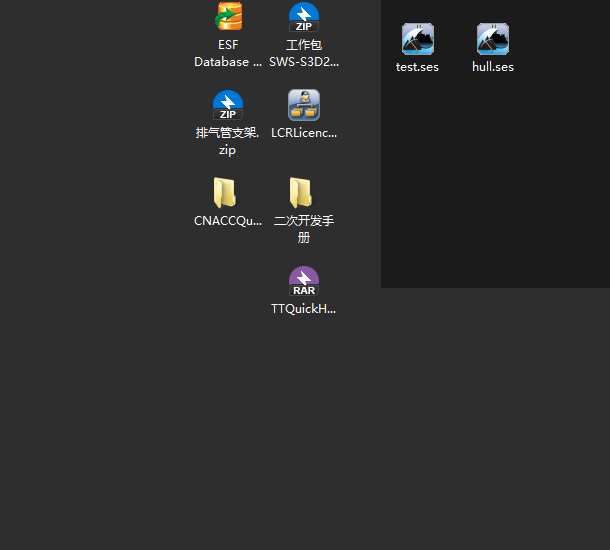 ESF
Database ...
ZIP
工作包
SWS-S3D2...
test.ses
hull.ses
ZIP
排气管支架.
zip
LCRLicenc...
CNACCQu...
二次开发手
册
RAR
TTQuickH...